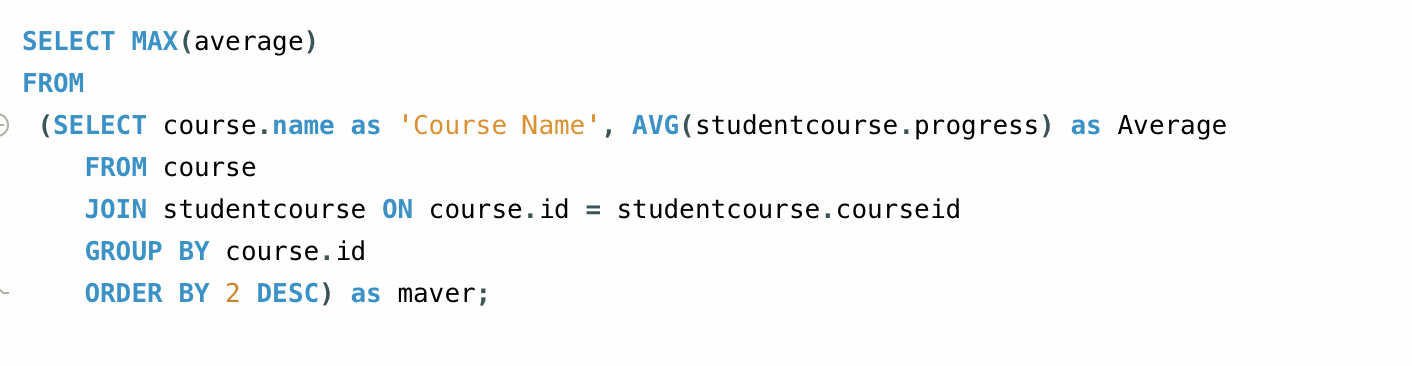 SELECT MAX(average)
FROM
(SELECT course.name as 'Course Name', AVG(studentcourse.progress) as Average
FROM course
JOIN studentcourse ON course.id = studentcourse.courseid
GROUP BY course.id
ORDER BY 2 DESC) as maver;